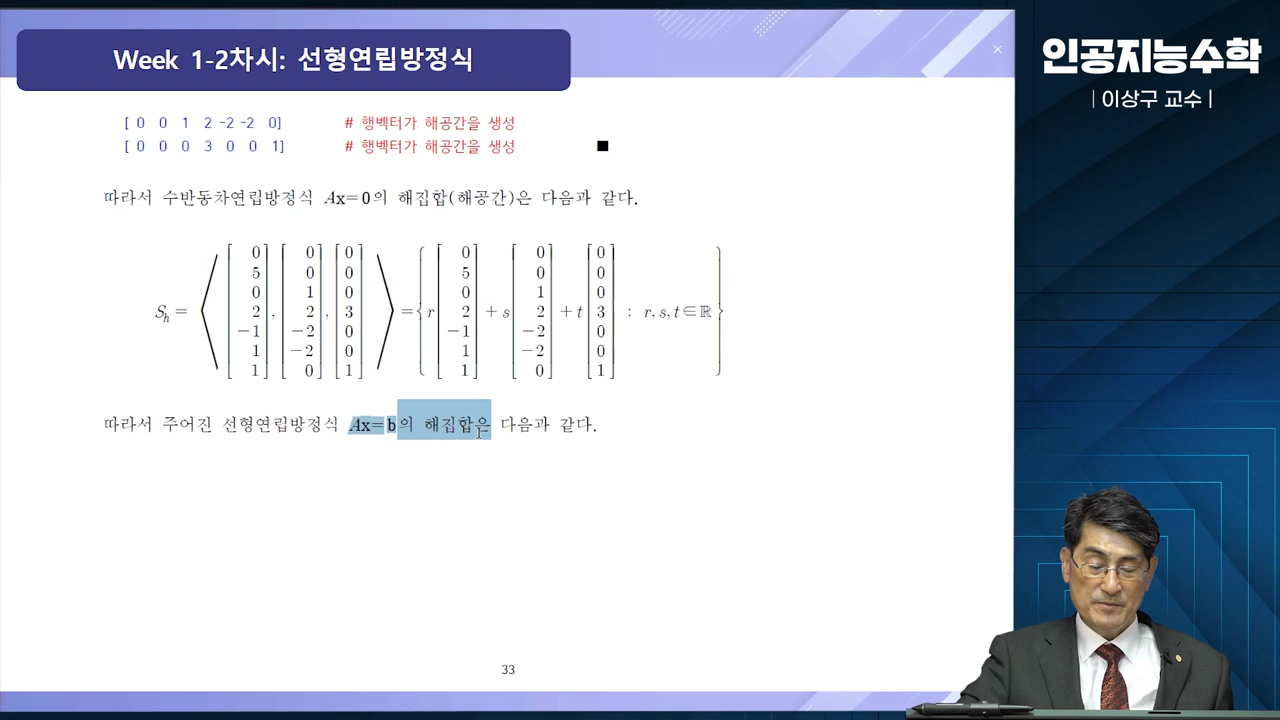 Week 1-2차시: 선형연립방정식
인공지능수학
| 이상구 교수 |
[ 0 0 1 2 -2 -2 0] # 행벡터가 해공간을 생성
[ 0 0 0 3 0 0 1] # 행벡터가 해공간을 생성 ■
따라서 수반동차연립방정식 Ax=0의 해집합(해공간)은 다음과 같다.
S_h = ⟨ [0 5 0 2 −1 1 1], [0 0 1 2 −2 −2 0], [0 0 0 3 0 0 1] ⟩ = { r [0 5 0 2 −1 1 1] + s [0 0 1 2 −2 −2 0] + t [0 0 0 3 0 0 1] : r, s, t ∈ ℝ }
따라서 주어진 선형연립방정식 Ax=b의 해집합은 다음과 같다.
33